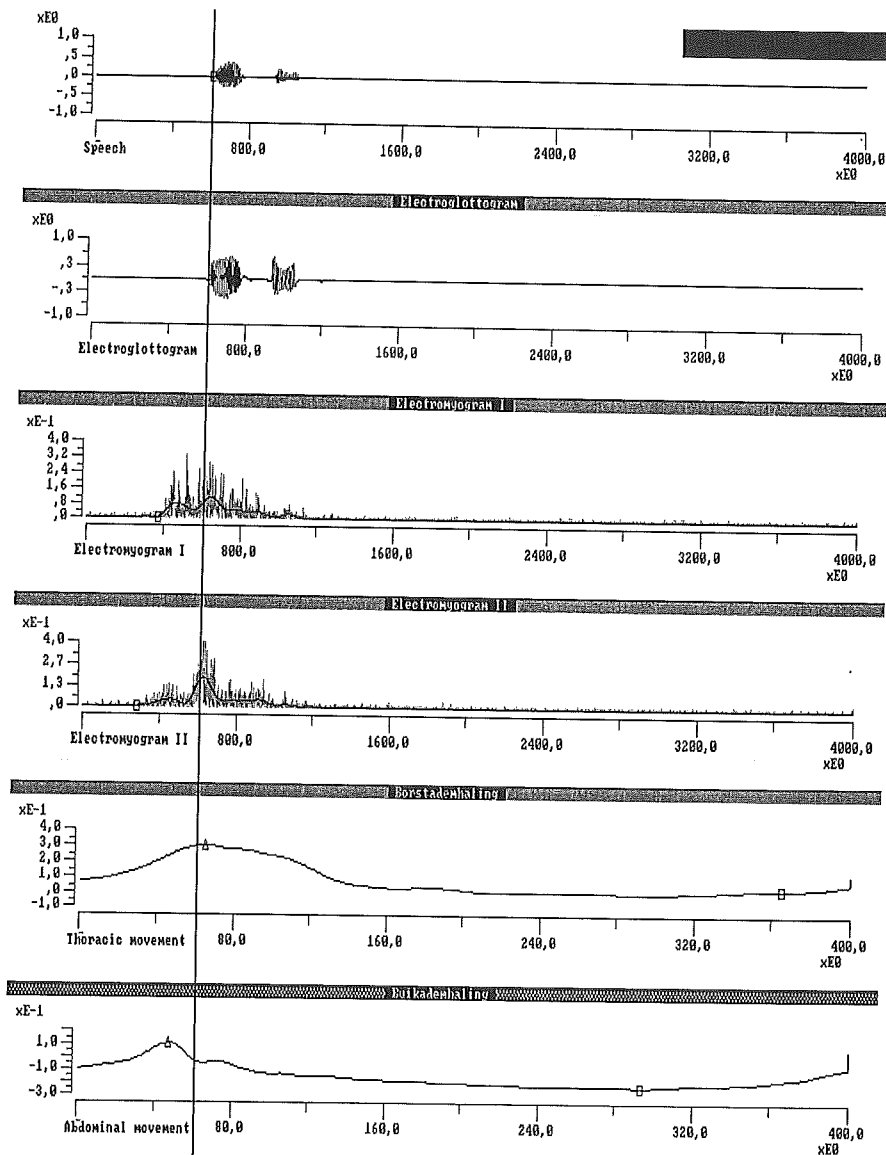 xE0
1,0
,5
,0
-,5
-1,0
Speech
800,0
1600,0
2400,0
3200,0
4000,0
xE0
Electroglottogram
xE0
1,0
,3
-,3
-1,0
Electroglottogram
800,0
1600,0
2400,0
3200,0
4000,0
xE0
Electromyogram I
xE-1
4,0
3,2
2,4
1,6
,8
,0
Electromyogram I
800,0
1600,0
2400,0
3200,0
4000,0
xE0
Electromyogram II
xE-1
4,0
2,7
1,3
,0
Electromyogram II
800,0
1600,0
2400,0
3200,0
4000,0
xE0
Borstademhaling
xE-1
4,0
3,0
2,0
1,0
,0
-1,0
Thoracic movement
80,0
160,0
240,0
320,0
400,0
xE0
Buikademhaling
xE-1
1,0
-1,0
-3,0
Abdominal movement
80,0
160,0
240,0
320,0
400,0
xE0